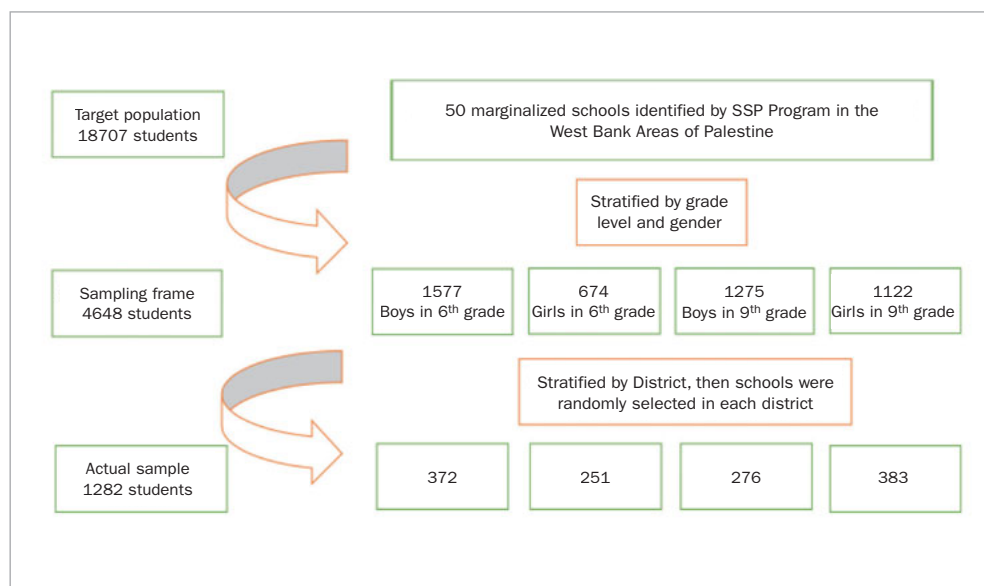 Target population
18707 students
50 marginalized schools identified by SSP Program in the
West Bank Areas of Palestine
Stratified by grade
level and gender
Sampling frame
4648 students
1577
Boys in 6th grade
674
Girls in 6th grade
1275
Boys in 9th grade
1122
Girls in 9th grade
Stratified by District, then schools were
randomly selected in each district
Actual sample
1282 students
372
251
276
383